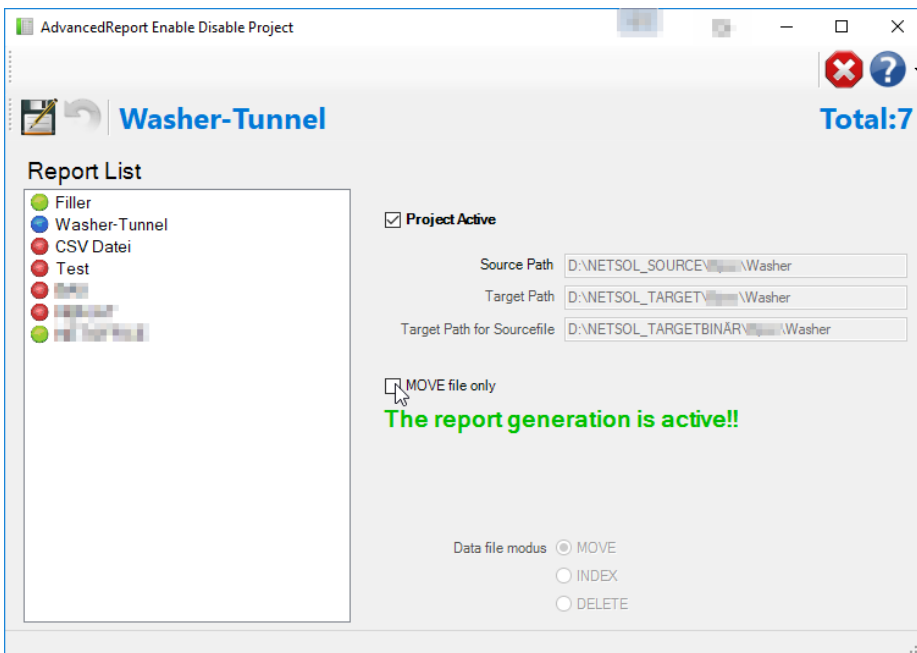 AdvancedReport Enable Disable Project
Washer-Tunnel
Total:7
Report List
Filler
Washer-Tunnel
CSV Datei
Test
Project Active
Source Path D:\NETSOL_SOURCE\ \Washer
Target Path D:\NETSOL_TARGET\ \Washer
Target Path for Sourcefile D:\NETSOL_TARGETBINÄR\ \Washer
MOVE file only
The report generation is active!!
Data file modus MOVE
INDEX
DELETE